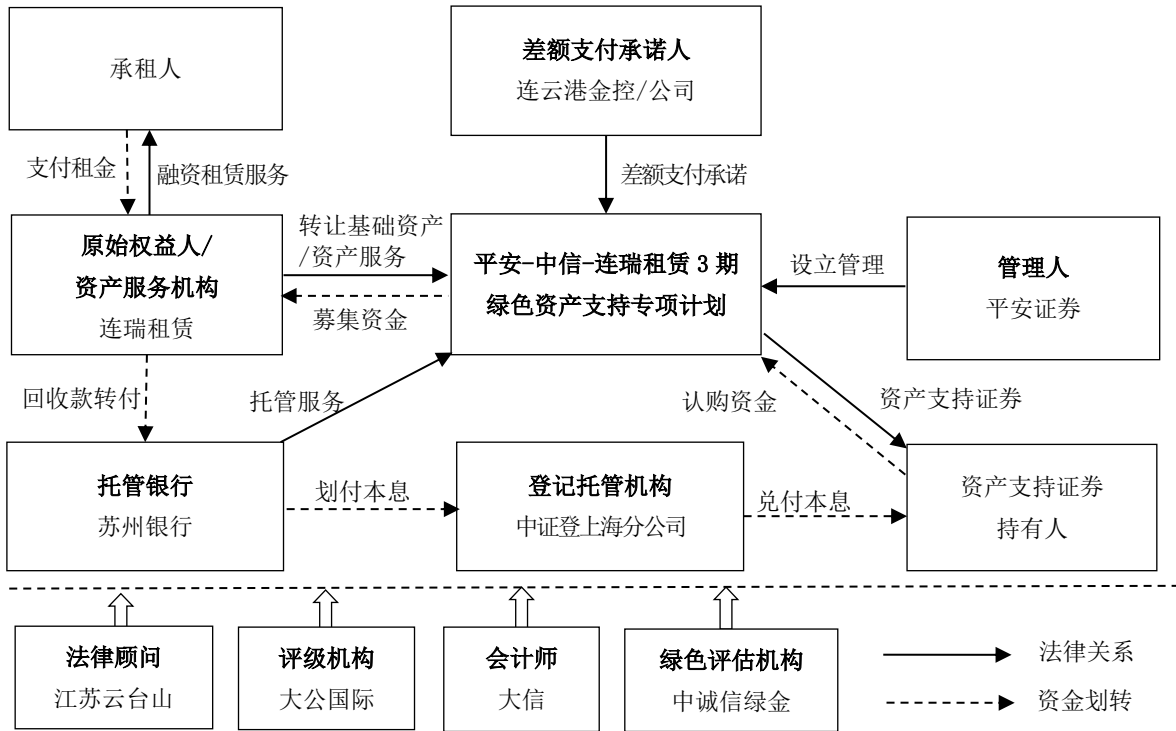 承租人
差额支付承诺人
连云港金控/公司
支付租金
融资租赁服务
差额支付承诺
原始权益人/
资产服务机构
连瑞租赁
转让基础资产
/资产服务
募集资金
平安-中信-连瑞租赁 3 期
绿色资产支持专项计划
设立管理
管理人
平安证券
回收款转付
托管服务
认购资金
资产支持证券
托管银行
苏州银行
划付本息
登记托管机构
中证登上海分公司
兑付本息
资产支持证券
持有人
法律顾问
江苏云台山
评级机构
大公国际
会计师
大信
绿色评估机构
中诚信绿金
法律关系
资金划转